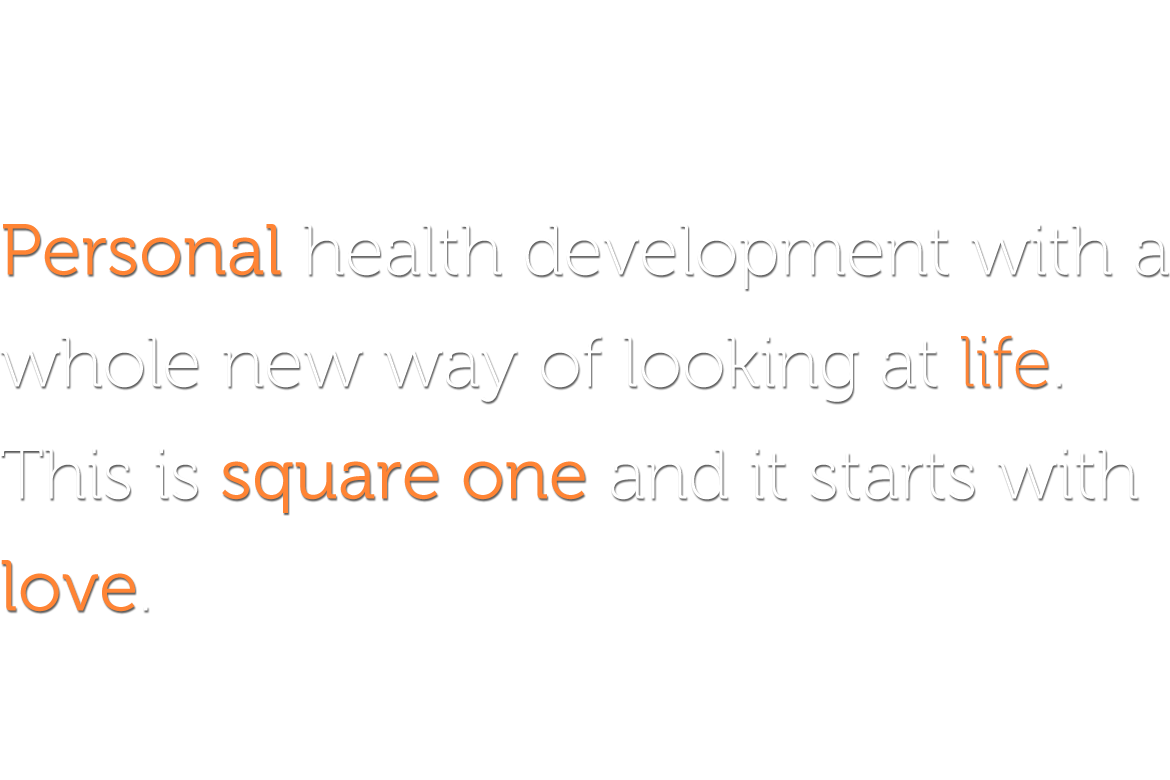 Personal health development with a
whole new way of looking at life.
This is square one and it starts with
love.